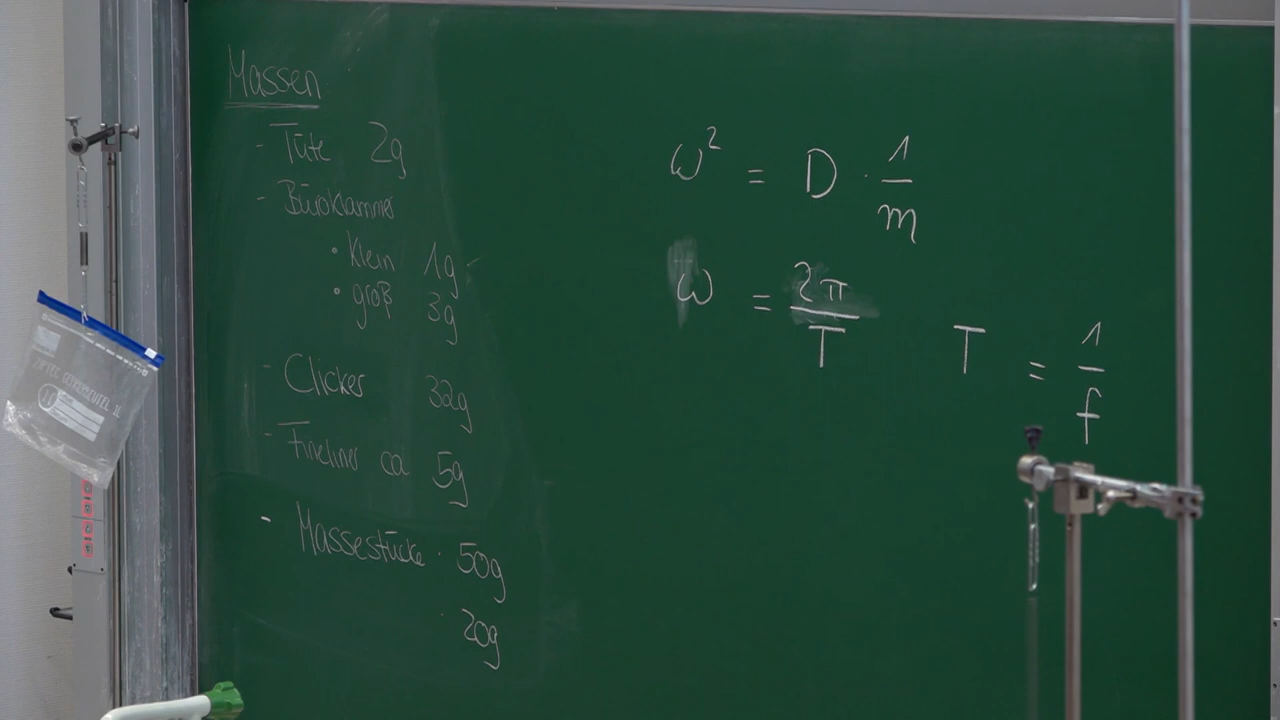 Massen
- Tüte 2g
- Büroklammer
• Klein 1g
• groß 3g
- Clicker 32g
- Fineliner ca 5g
- Massestücke · 50g
· 20g
ω² = D · 1/m
ω = 2π/T T = 1/f